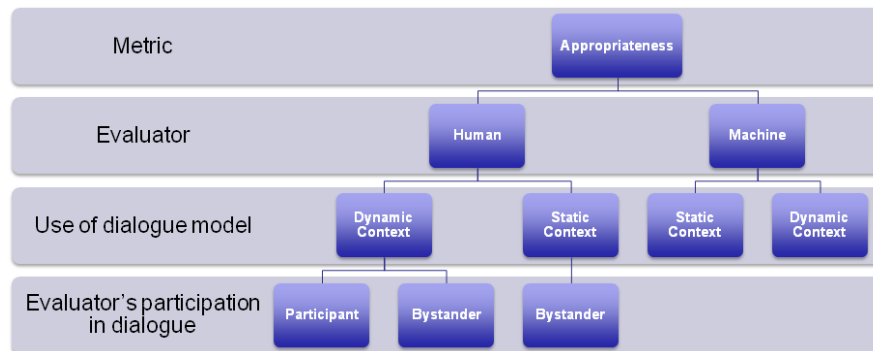 Metric
Appropriateness
Evaluator
Human
Machine
Use of dialogue model
Dynamic
Context
Static
Context
Static
Context
Dynamic
Context
Evaluator's participation
in dialogue
Participant
Bystander
Bystander